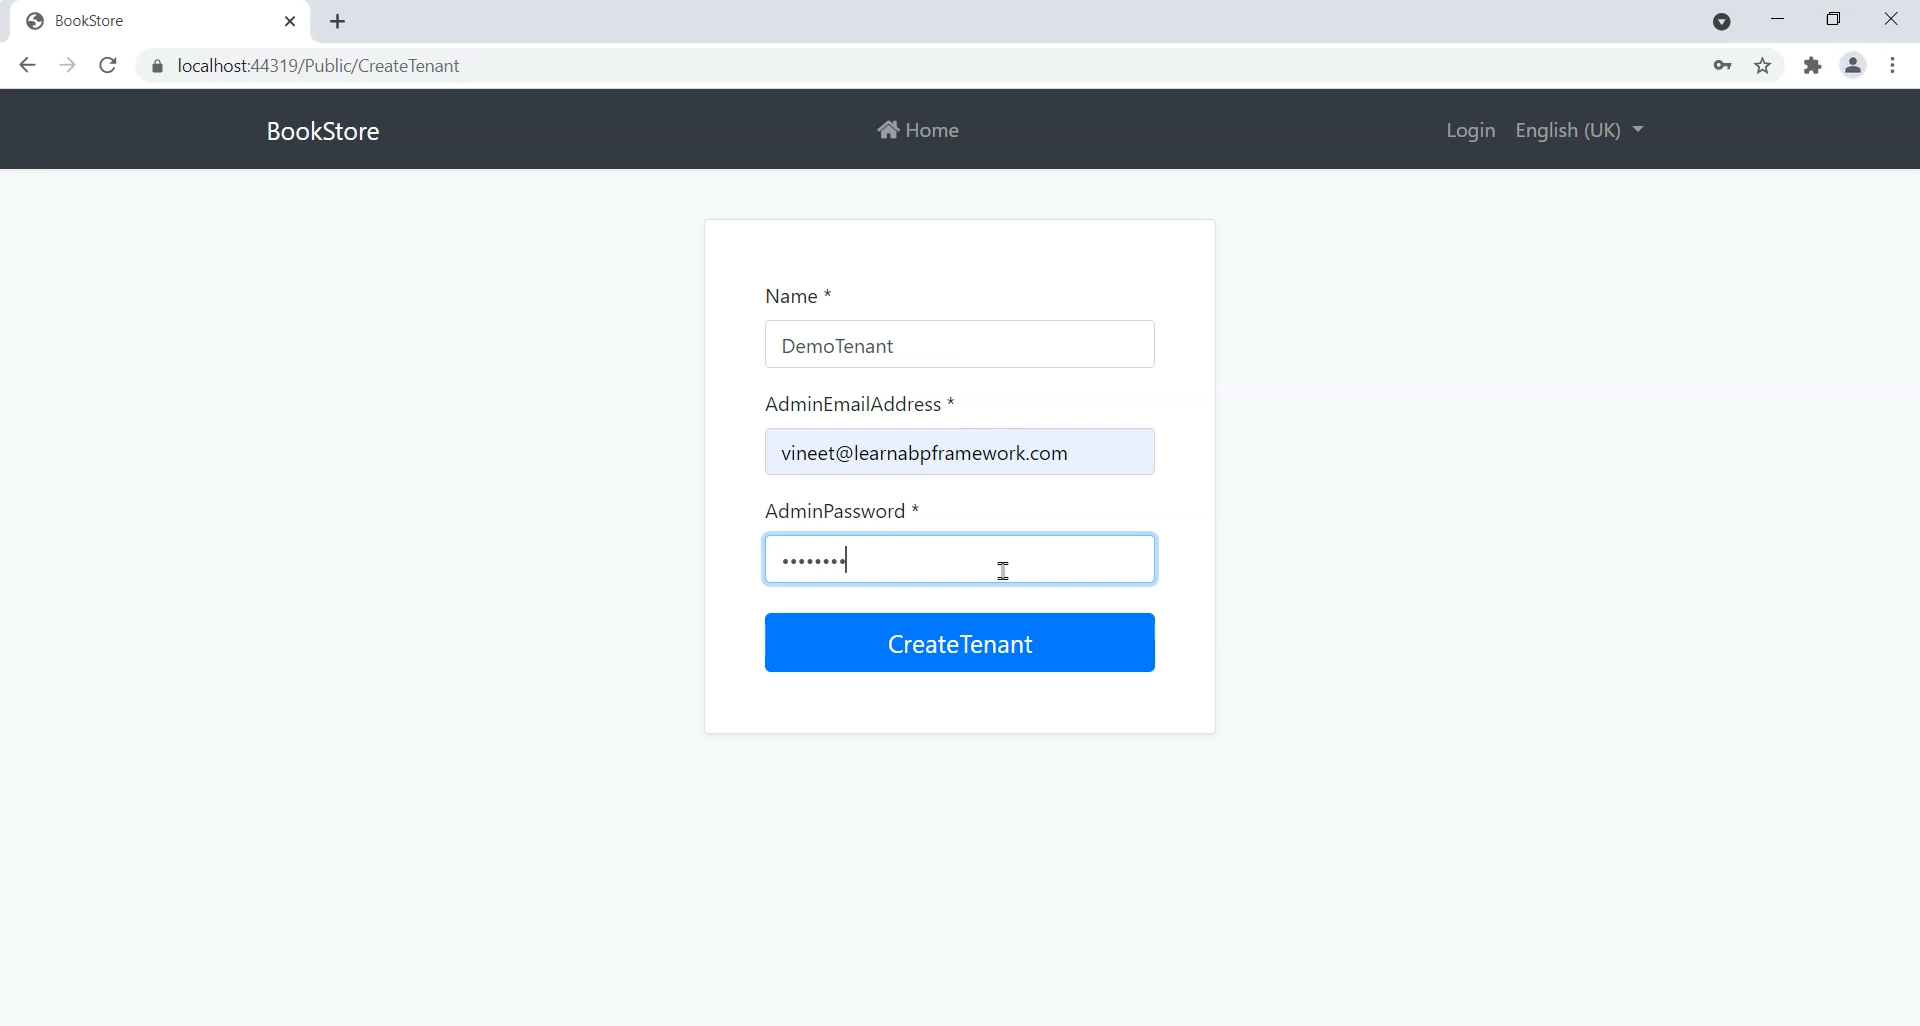 BookStore
localhost:44319/Public/CreateTenant
BookStore
Home
Login English (UK)
Name *
DemoTenant
AdminEmailAddress *
vineet@learnabpframework.com
AdminPassword *
••••••••
CreateTenant